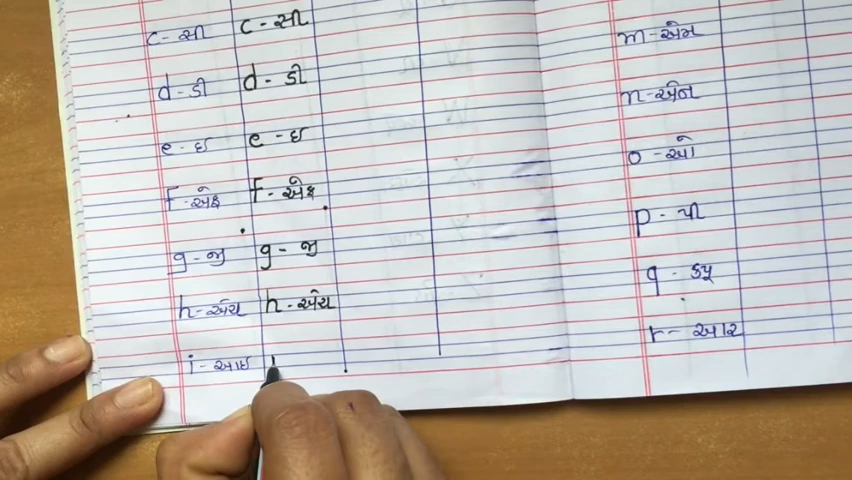 c - સી c - સી
d - ડી d - ડી
e - ઇ e - ઇ
f - એફ f - એફ
g - જી g - જી
h - એચ h - એચ
i - આઇ
m - એમ
n - એન
o - ઓ
p - પી
q - ક્યુ
r - આર